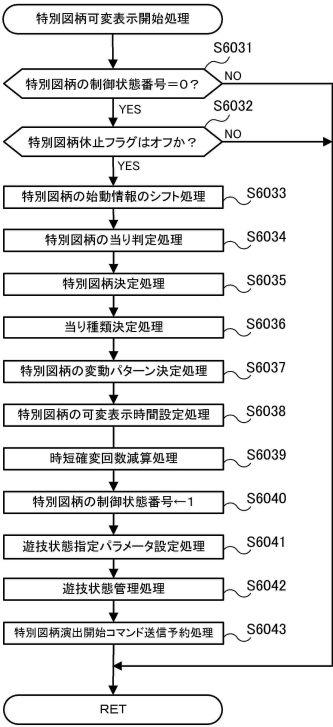 特別図柄可変表示開始処理
S6031
特別図柄の制御状態番号=0?
NO
YES
S6032
特別図柄休止フラグはオフか?
NO
YES
特別図柄の始動情報のシフト処理
S6033
特別図柄の当り判定処理
S6034
特別図柄決定処理
S6035
当り種類決定処理
S6036
特別図柄の変動パターン決定処理
S6037
特別図柄の可変表示時間設定処理
S6038
時短確変回数減算処理
S6039
特別図柄の制御状態番号←1
S6040
遊技状態指定パラメータ設定処理
S6041
遊技状態管理処理
S6042
特別図柄演出開始コマンド送信予約処理
S6043
RET